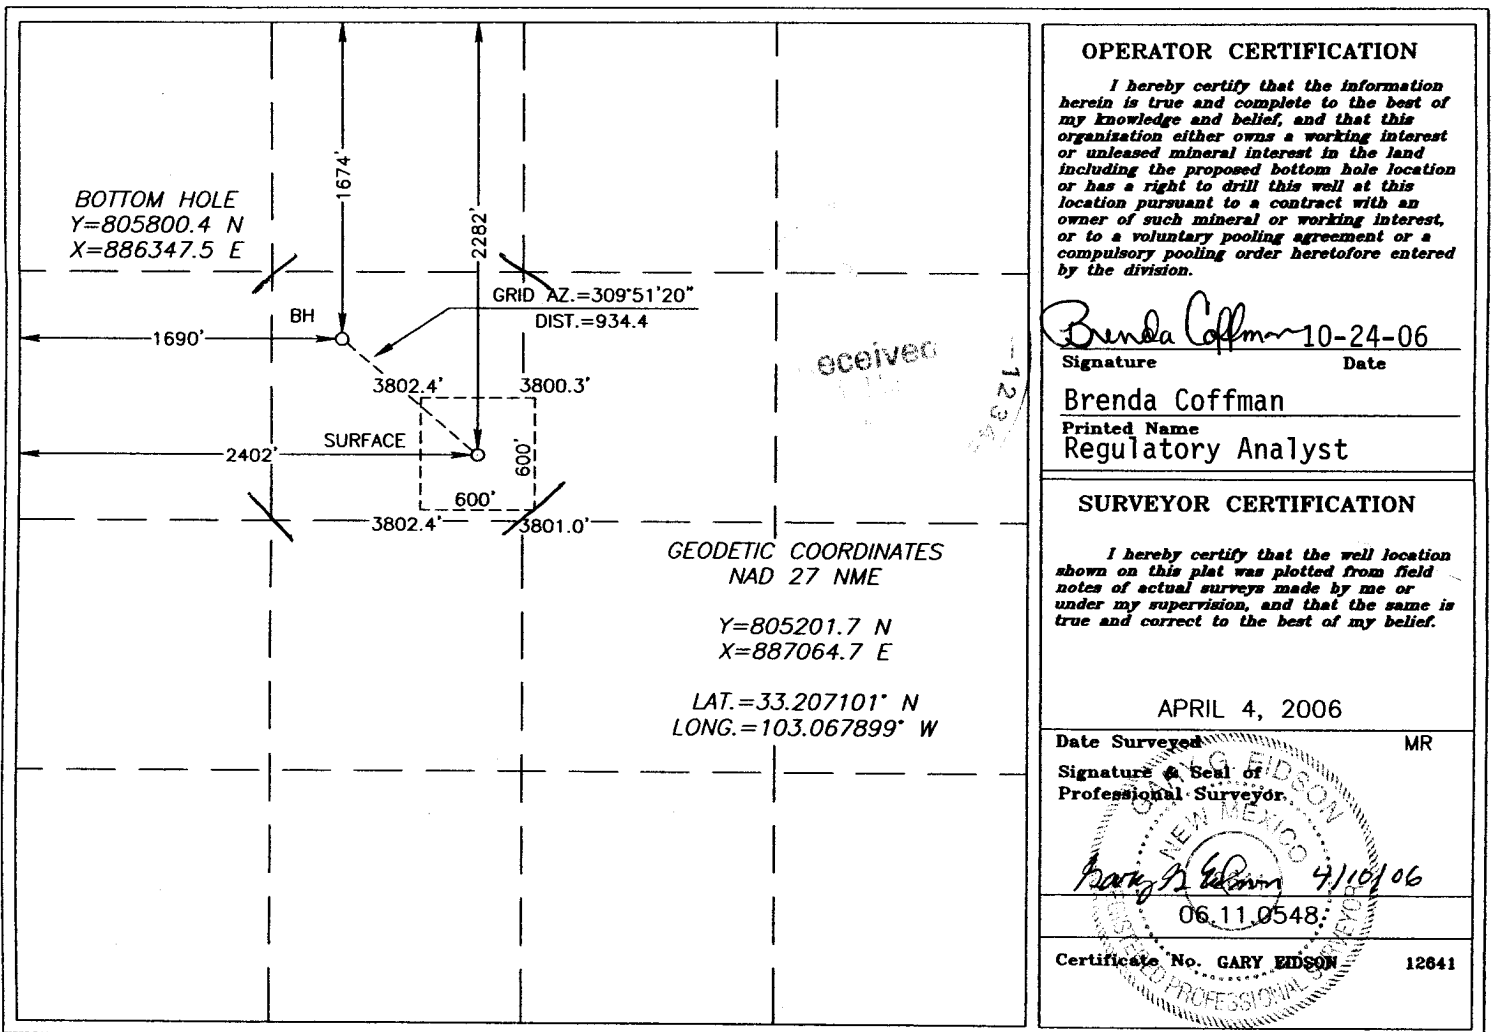 1674'
2282'
BOTTOM HOLE
Y=805800.4 N
X=886347.5 E
GRID AZ.=309°51'20"
DIST.=934.4
BH
1690'
3802.4'
3800.3'
SURFACE
2402'
600'
600'
3802.4'
3801.0'
eceived
GEODETIC COORDINATES
NAD 27 NME
Y=805201.7 N
X=887064.7 E
LAT.=33.207101° N
LONG.=103.067899° W
OPERATOR CERTIFICATION
I hereby certify that the information
herein is true and complete to the best of
my knowledge and belief, and that this
organization either owns a working interest
or unleased mineral interest in the land
including the proposed bottom hole location
or has a right to drill this well at this
location pursuant to a contract with an
owner of such mineral or working interest,
or to a voluntary pooling agreement or a
compulsory pooling order heretofore entered
by the division.
Brenda Coffman 10-24-06
Signature Date
Brenda Coffman
Printed Name
Regulatory Analyst
SURVEYOR CERTIFICATION
I hereby certify that the well location
shown on this plat was plotted from field
notes of actual surveys made by me or
under my supervision, and that the same is
true and correct to the best of my belief.
APRIL 4, 2006
Date Surveyed MR
Signature & Seal of
Professional Surveyor
GARY G. EIDSON
NEW MEXICO
REGISTERED PROFESSIONAL SURVEYOR
Gary G Eidson 4/10/06
06.11.0548
Certificate No. GARY EIDSON 12641